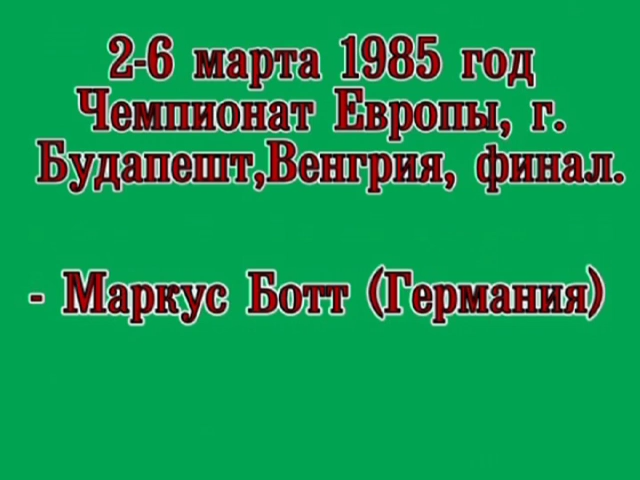 2-6 марта 1985 год
Чемпионат Европы, г.
Будапешт,Венгрия, финал.
- Маркус Ботт (Германия)